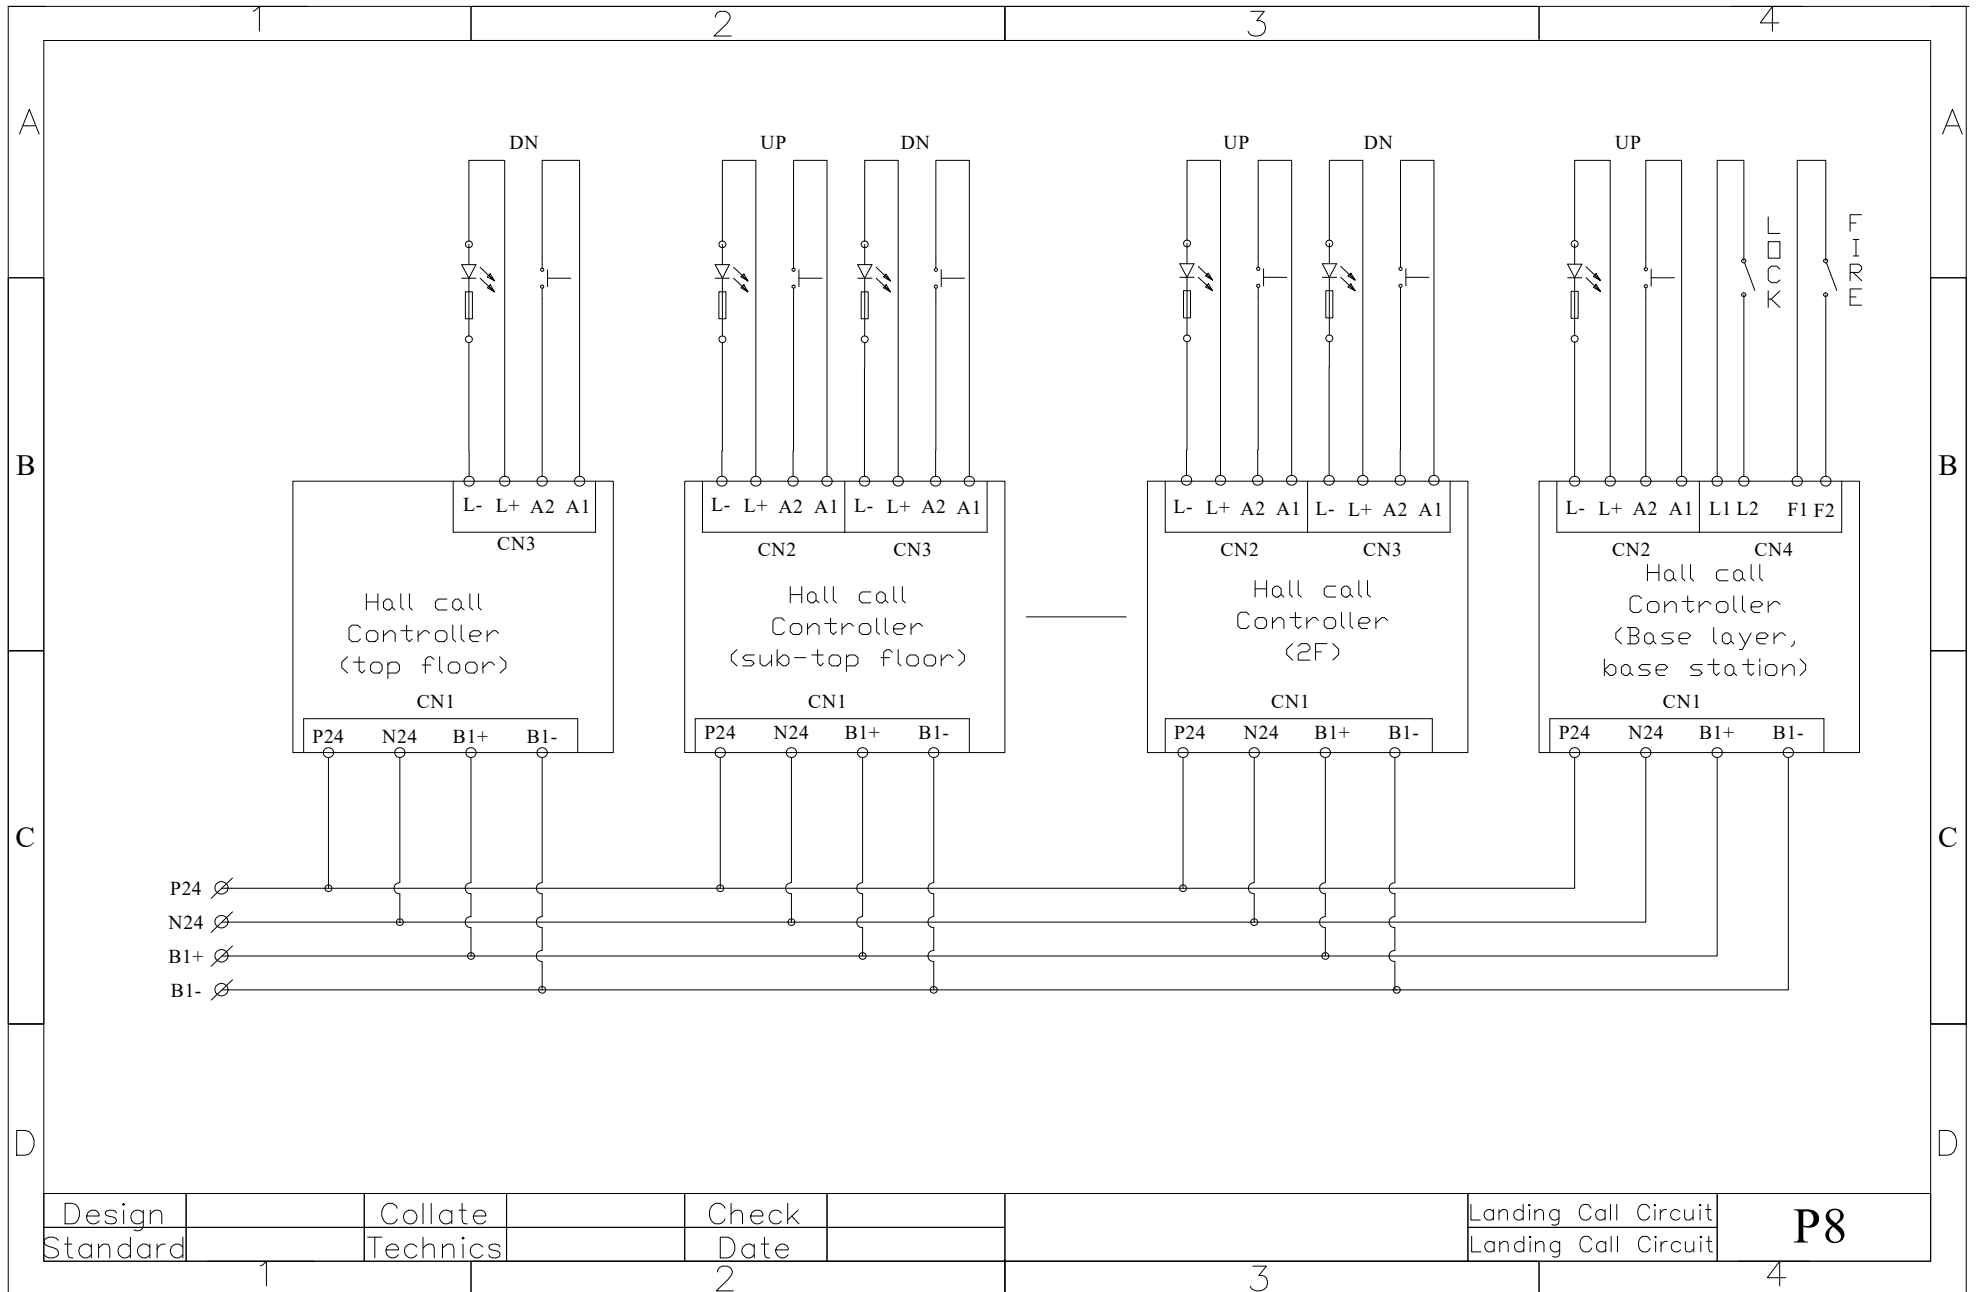 1 2 3 4
A A
DN UP DN UP DN UP
LOCK
FIRE
B B
L- L+ A2 A1
CN3
Hall call
Controller
(top floor)
CN1
P24 N24 B1+ B1-
L- L+ A2 A1 L- L+ A2 A1
CN2 CN3
Hall call
Controller
(sub-top floor)
CN1
P24 N24 B1+ B1-
L- L+ A2 A1 L- L+ A2 A1
CN2 CN3
Hall call
Controller
(2F)
CN1
P24 N24 B1+ B1-
L- L+ A2 A1 L1 L2 F1 F2
CN2 CN4
Hall call
Controller
(Base layer,
base station)
CN1
P24 N24 B1+ B1-
C C
P24
N24
B1+
B1-
D D
Design Collate Check Landing Call Circuit P8
Standard Technics Date Landing Call Circuit
1 2 3 4